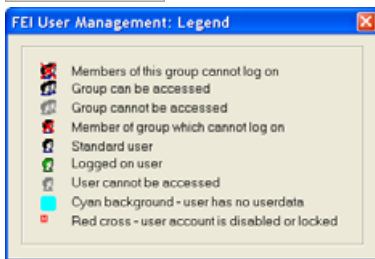 FEI User Management: Legend
Members of this group cannot log on
Group can be accessed
Group cannot be accessed
Member of group which cannot log on
Standard user
Logged on user
User cannot be accessed
Cyan background - user has no userdata
Red cross - user account is disabled or locked